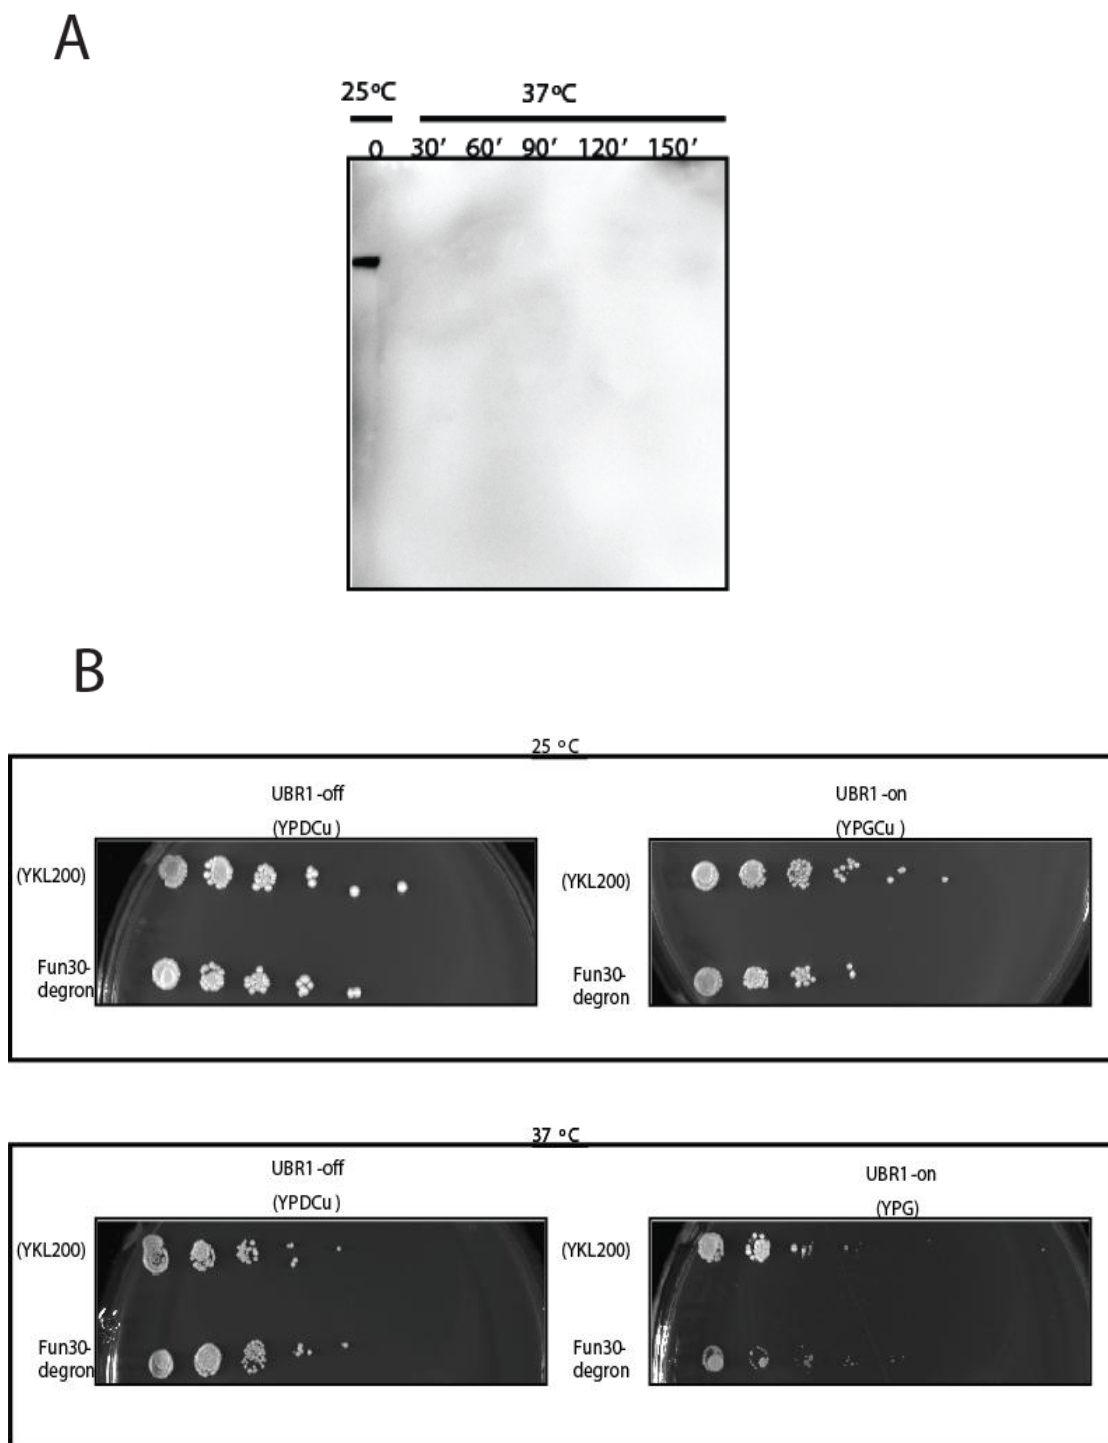 A
25ºC 37ºC
0 30′ 60′ 90′ 120′ 150′
B
25 ºC
UBR1-off
(YPDCu)
(YKL200)
Fun30-
degron
UBR1-on
(YPGCu)
(YKL200)
Fun30-
degron
37 ºC
UBR1-off
(YPDCu)
(YKL200)
Fun30-
degron
UBR1-on
(YPG)
(YKL200)
Fun30-
degron